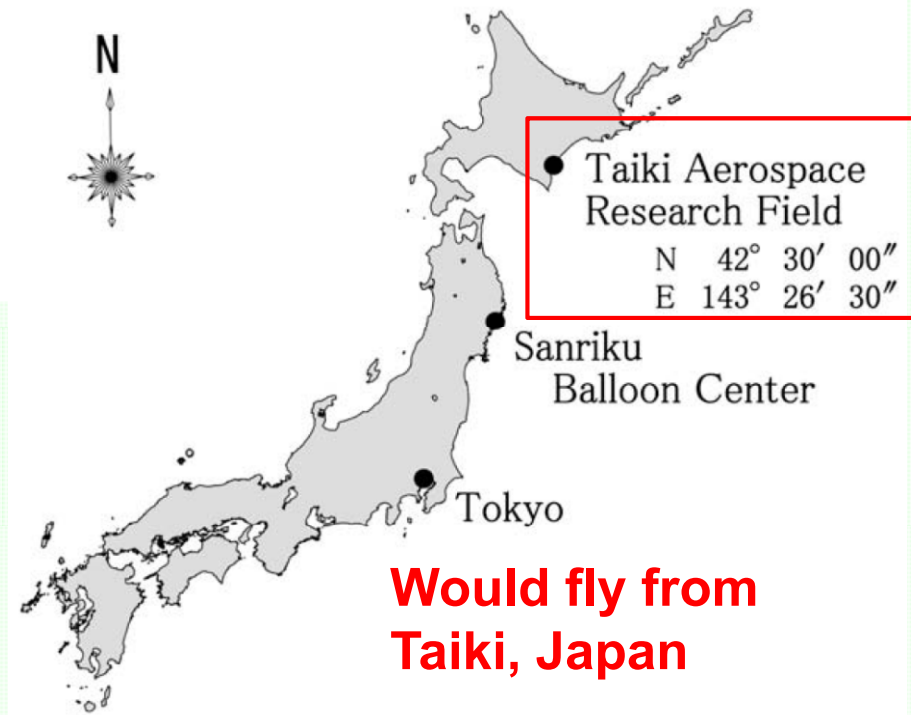 N
Taiki Aerospace
Research Field
N 42° 30′ 00″
E 143° 26′ 30″
Sanriku
Balloon Center
Tokyo
Would fly from
Taiki, Japan